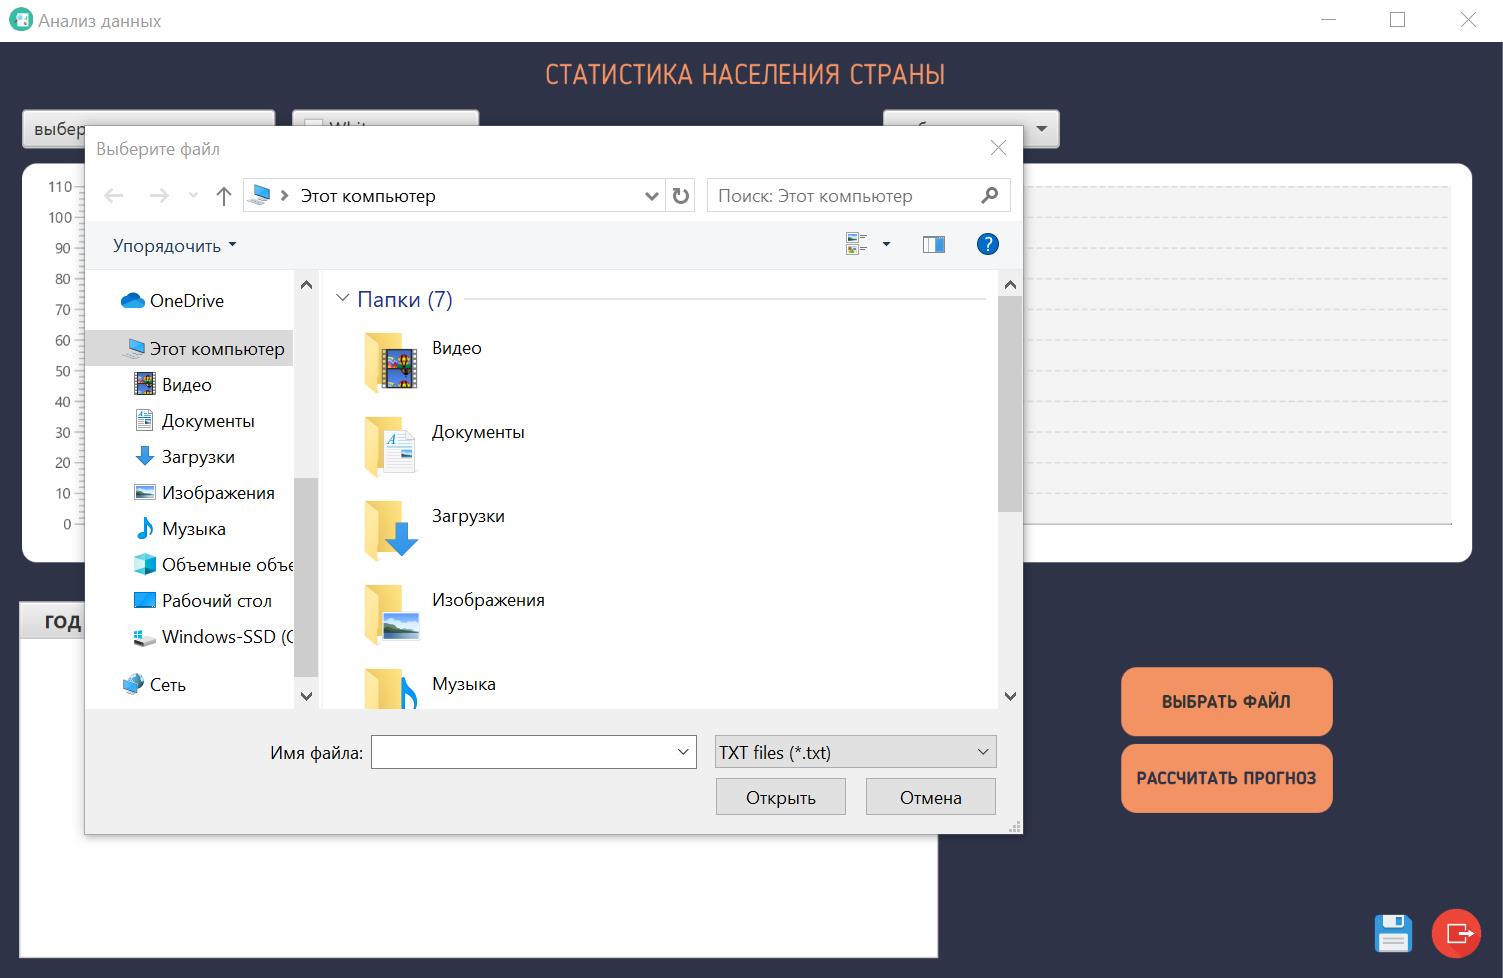 Анализ данных
СТАТИСТИКА НАСЕЛЕНИЯ СТРАНЫ
выбер
Выберите файл
Этот компьютер
Поиск: Этот компьютер
Упорядочить
?
OneDrive
Этот компьютер
Видео
Документы
Загрузки
Изображения
Музыка
Объемные объе
Рабочий стол
Windows-SSD (C
Сеть
Папки (7)
Видео
Документы
Загрузки
Изображения
Музыка
Имя файла:
TXT files (*.txt)
Открыть
Отмена
110
100
90
80
70
60
50
40
30
20
10
0
ГОД
ВЫБРАТЬ ФАЙЛ
РАССЧИТАТЬ ПРОГНОЗ